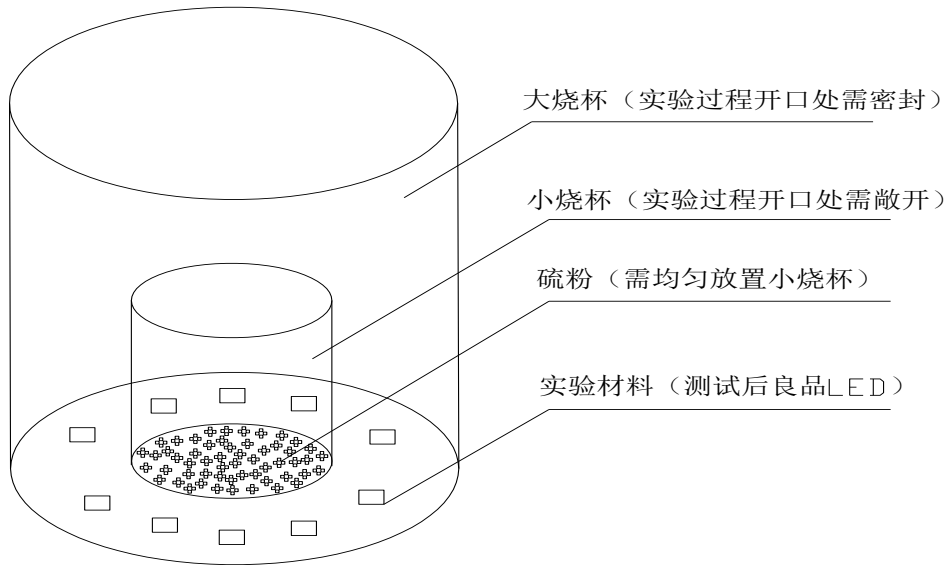 大烧杯（实验过程开口处需密封）
小烧杯（实验过程开口处需敞开）
硫粉（需均匀放置小烧杯）
实验材料（测试后良品LED）